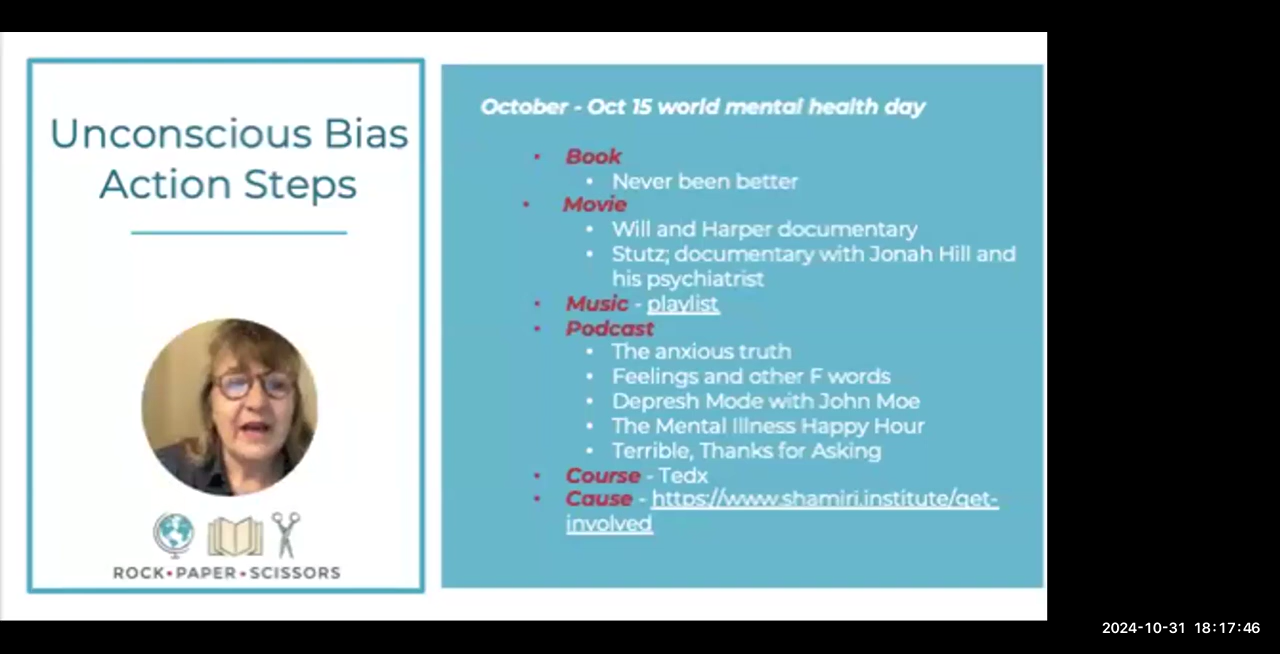 Unconscious Bias
Action Steps
ROCK•PAPER•SCISSORS
October - Oct 15 world mental health day
• Book
• Never been better
• Movie
• Will and Harper documentary
• Stutz; documentary with Jonah Hill and
his psychiatrist
• Music - playlist
• Podcast
• The anxious truth
• Feelings and other F words
• Depresh Mode with John Moe
• The Mental Illness Happy Hour
• Terrible, Thanks for Asking
• Course - Tedx
• Cause - https://www.shamiri.institute/get-
involved
2024-10-31 18:17:46